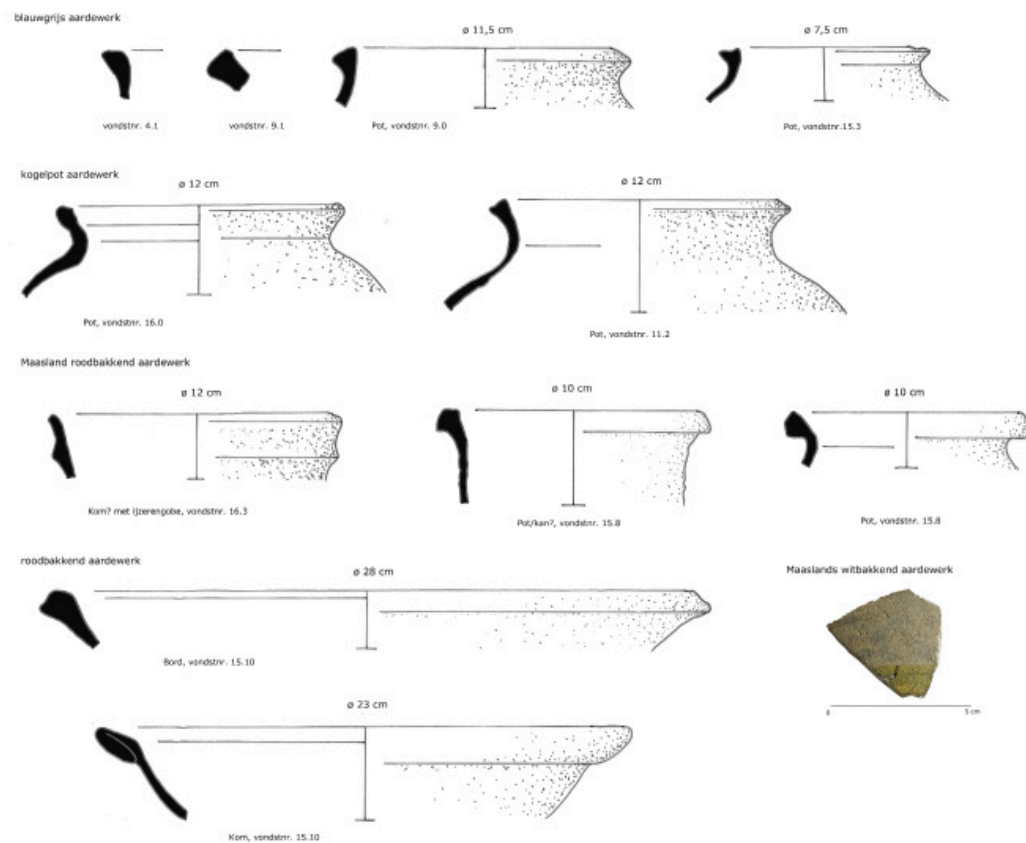 blauwgrijs aardewerk
ø 11,5 cm
ø 7,5 cm
vondstnr. 4.1
vondstnr. 9.1
Pot, vondstnr. 9.0
Pot, vondstnr.15.3
kogelpot aardewerk
ø 12 cm
ø 12 cm
Pot, vondstnr. 16.0
Pot, vondstnr. 11.2
Maasland roodbakkend aardewerk
ø 12 cm
ø 10 cm
ø 10 cm
Kom? met ijzerengobe, vondstnr. 16.3
Pot/kan?, vondstnr. 15.8
Pot, vondstnr. 15.8
roodbakkend aardewerk
ø 28 cm
Maaslands witbakkend aardewerk
Bord, vondstnr. 15.10
0
5 cm
ø 23 cm
Kom, vondstnr. 15.10